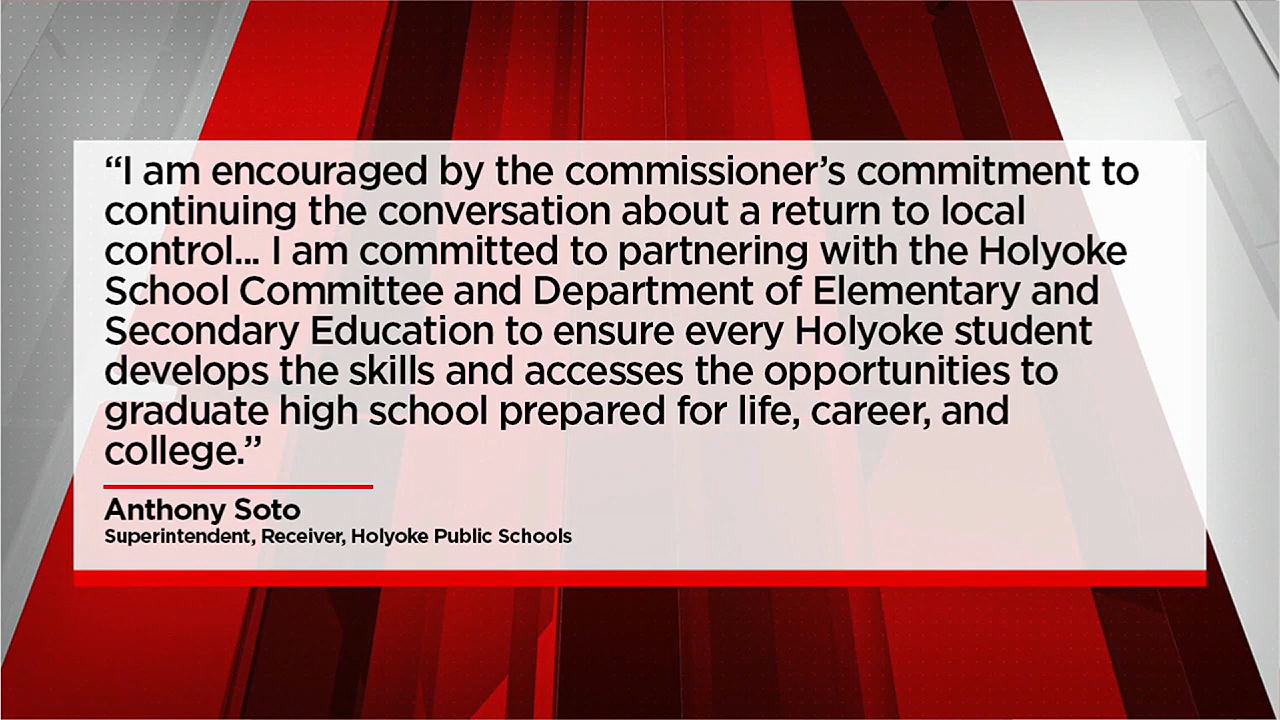 “I am encouraged by the commissioner’s commitment to
continuing the conversation about a return to local
control... I am committed to partnering with the Holyoke
School Committee and Department of Elementary and
Secondary Education to ensure every Holyoke student
develops the skills and accesses the opportunities to
graduate high school prepared for life, career, and
college.”
Anthony Soto
Superintendent, Receiver, Holyoke Public Schools